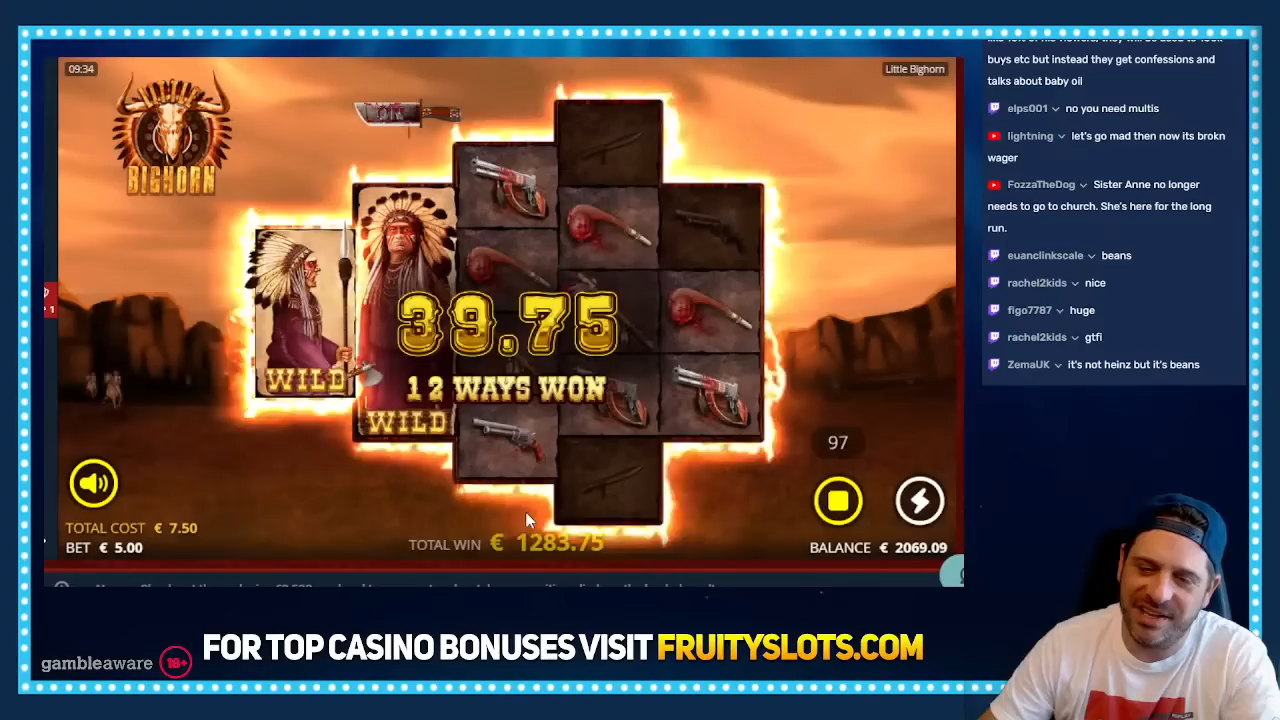 09:34
Little Bighorn
LITTLE
BIGHORN
39.75
12 WAYS WON
WILD
WILD
97
TOTAL COST € 7.50
BET € 5.00
TOTAL WIN € 1283.75
BALANCE € 2069.09
buys etc but instead they get confessions and
talks about baby oil
elps001 no you need multis
lightning let's go mad then now its brokn
wager
FozzaTheDog Sister Anne no longer
needs to go to church. She's here for the long
run.
euanclinkscale beans
rachel2kids nice
figo7787 huge
rachel2kids gtfi
ZemaUK it's not heinz but it's beans
gambleaware 18+
FOR TOP CASINO BONUSES VISIT FRUITYSLOTS.COM